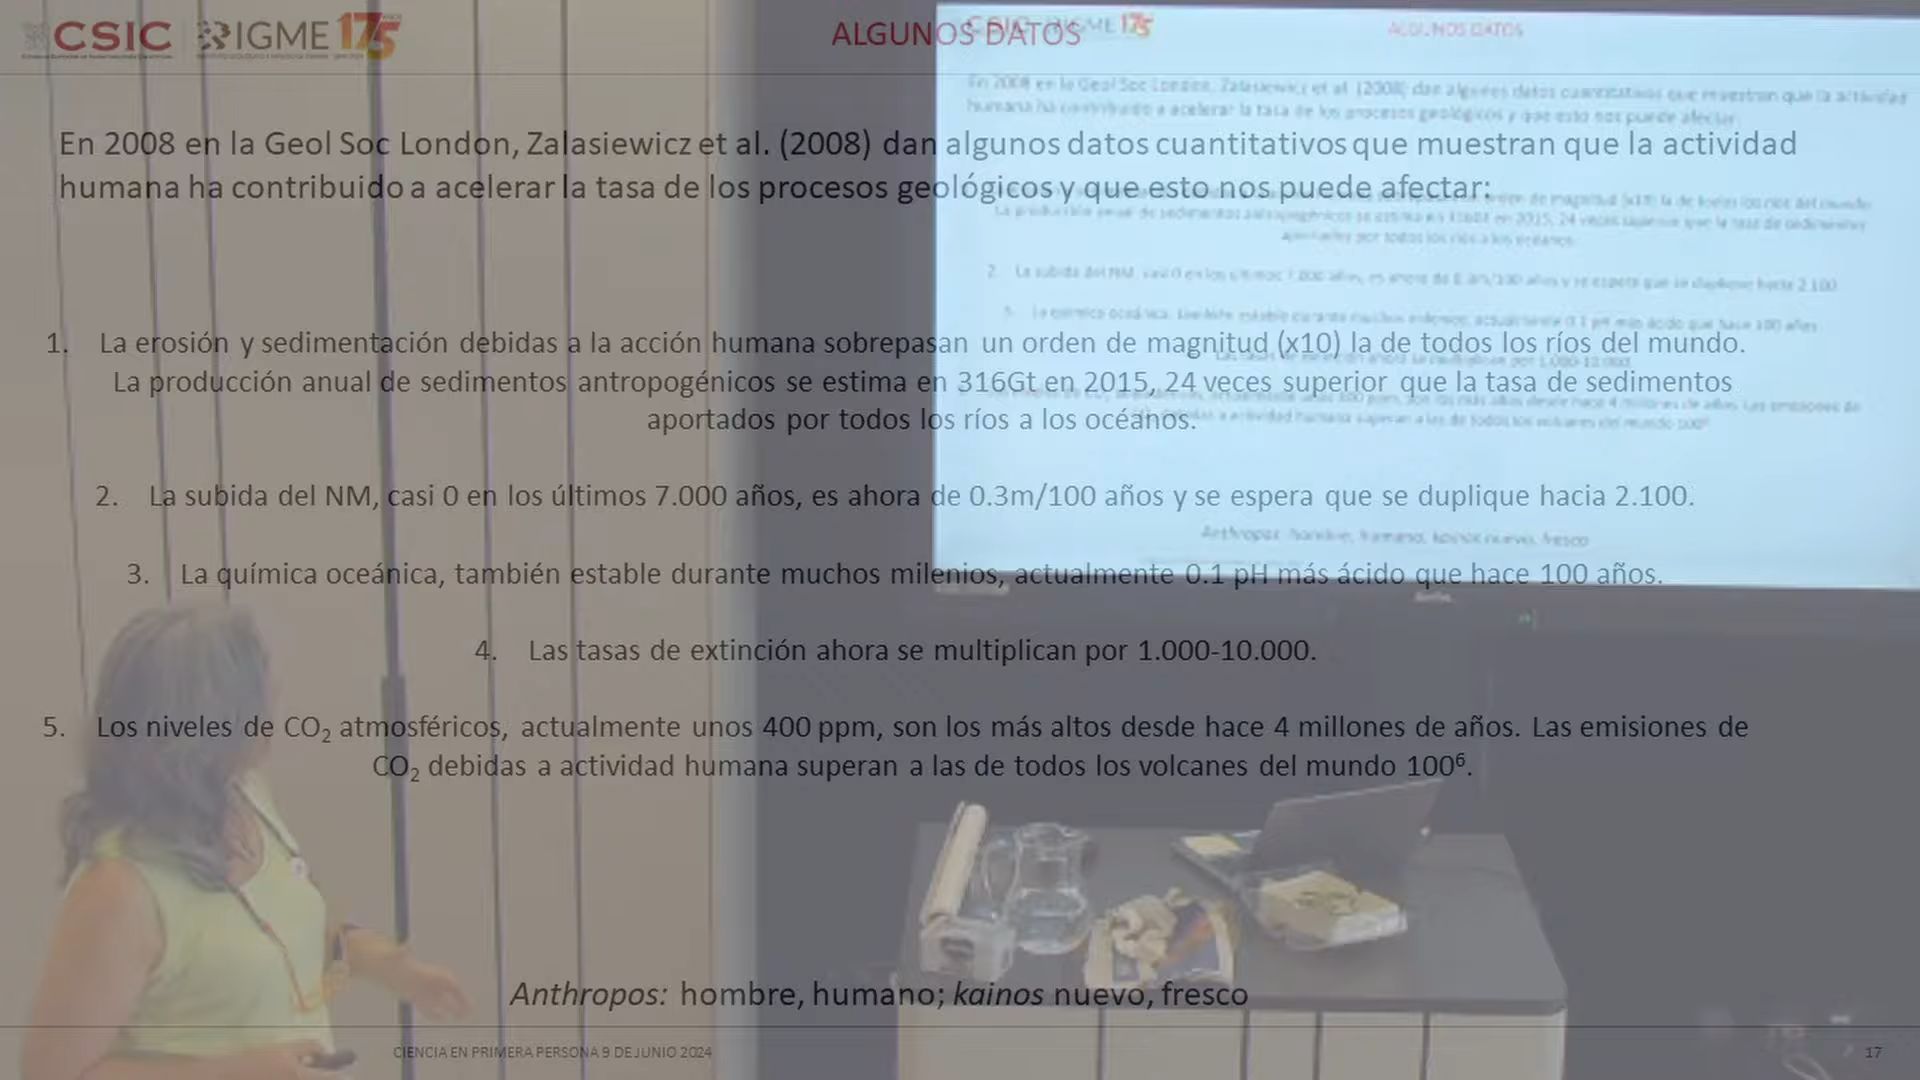 CSIC IGME 175
ALGUNOS DATOS
En 2008 en la Geol Soc London, Zalasiewicz et al. (2008) dan algunos datos cuantitativos que muestran que la actividad
humana ha contribuido a acelerar la tasa de los procesos geológicos y que esto nos puede afectar:
1. La erosión y sedimentación debidas a la acción humana sobrepasan un orden de magnitud (x10) la de todos los ríos del mundo.
La producción anual de sedimentos antropogénicos se estima en 316Gt en 2015, 24 veces superior que la tasa de sedimentos
aportados por todos los ríos a los océanos.
2. La subida del NM, casi 0 en los últimos 7.000 años, es ahora de 0.3m/100 años y se espera que se duplique hacia 2.100.
3. La química oceánica, también estable durante muchos milenios, actualmente 0.1 pH más ácido que hace 100 años.
4. Las tasas de extinción ahora se multiplican por 1.000-10.000.
5. Los niveles de CO₂ atmosféricos, actualmente unos 400 ppm, son los más altos desde hace 4 millones de años. Las emisiones de
CO₂ debidas a actividad humana superan a las de todos los volcanes del mundo 100⁶.
Anthropos: hombre, humano; kainos nuevo, fresco
CIENCIA EN PRIMERA PERSONA 9 DE JUNIO 2024
17